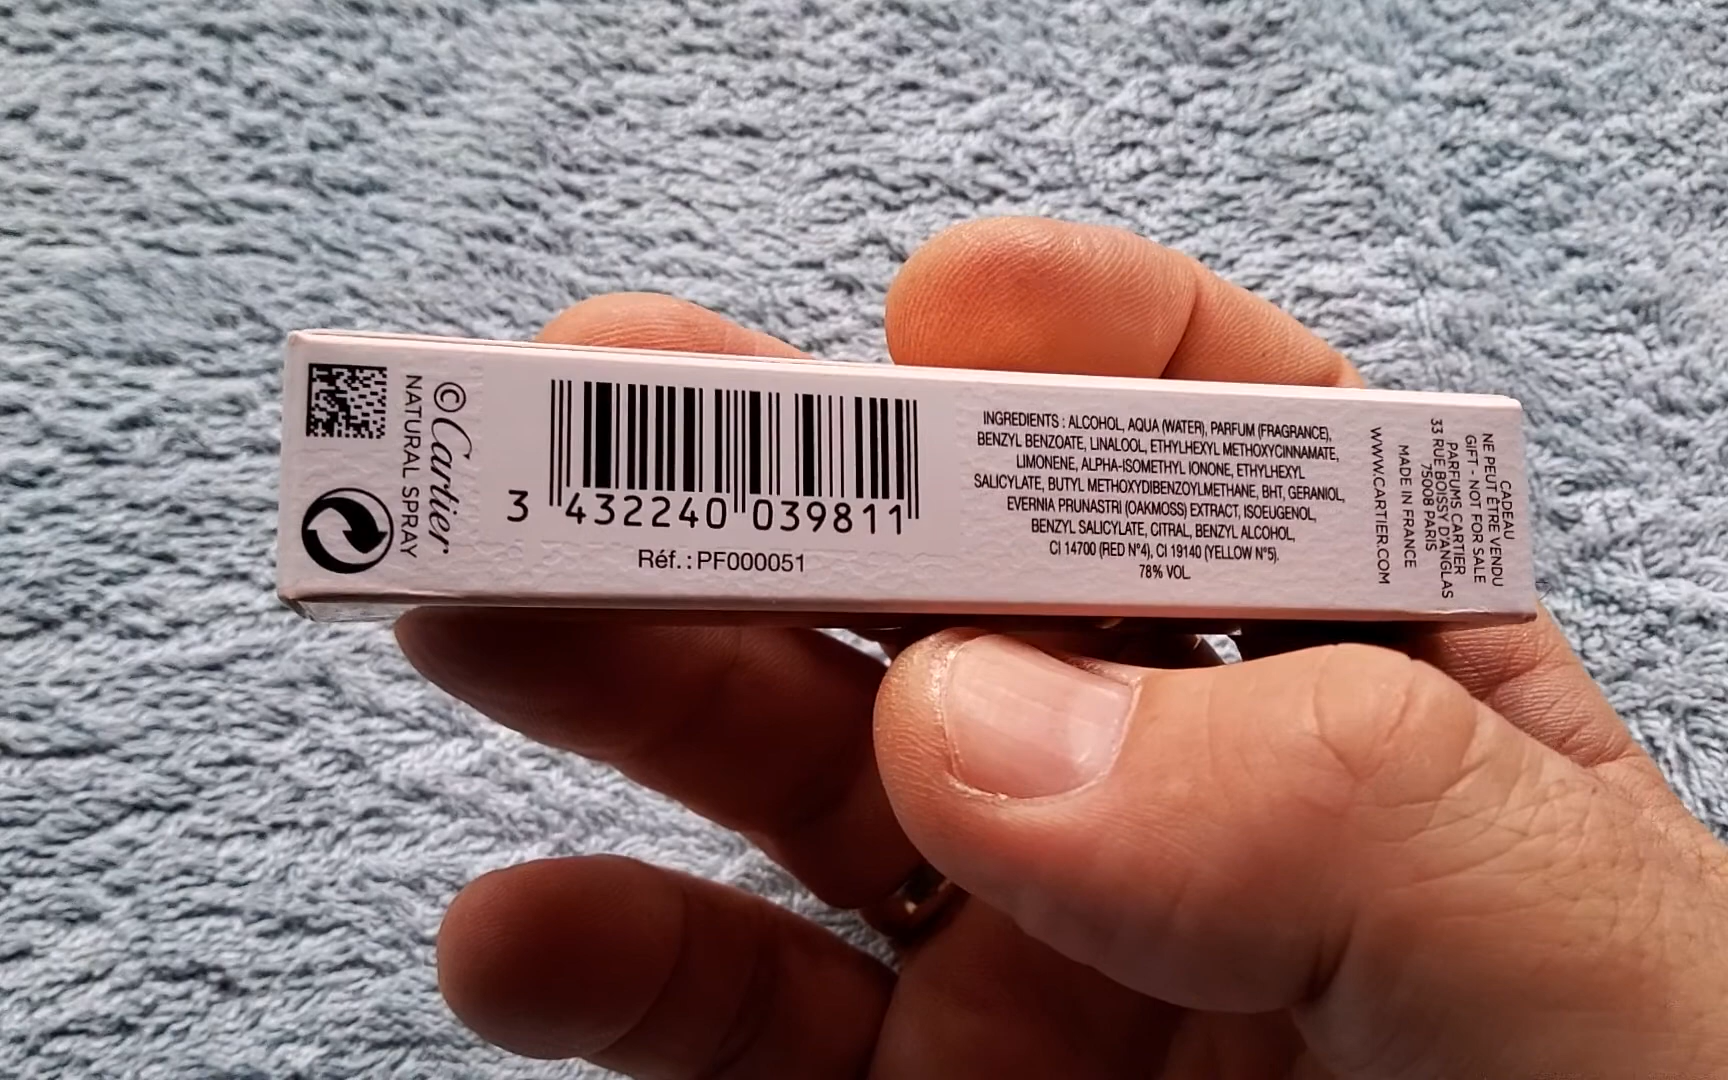 ©Cartier
NATURAL SPRAY
3 432240 039811
Réf. : PF000051
INGREDIENTS : ALCOHOL, AQUA (WATER), PARFUM (FRAGRANCE),
BENZYL BENZOATE, LINALOOL, ETHYLHEXYL METHOXYCINNAMATE,
LIMONENE, ALPHA-ISOMETHYL IONONE, ETHYLHEXYL
SALICYLATE, BUTYL METHOXYDIBENZOYLMETHANE, BHT, GERANIOL,
EVERNIA PRUNASTRI (OAKMOSS) EXTRACT, ISOEUGENOL,
BENZYL SALICYLATE, CITRAL, BENZYL ALCOHOL,
CI 14700 (RED N°4), CI 19140 (YELLOW N°5).
78% VOL.
CADEAU
NE PEUT ÊTRE VENDU
GIFT - NOT FOR SALE
PARFUMS CARTIER
33 RUE BOISSY D'ANGLAS
75008 PARIS
MADE IN FRANCE
WWW.CARTIER.COM